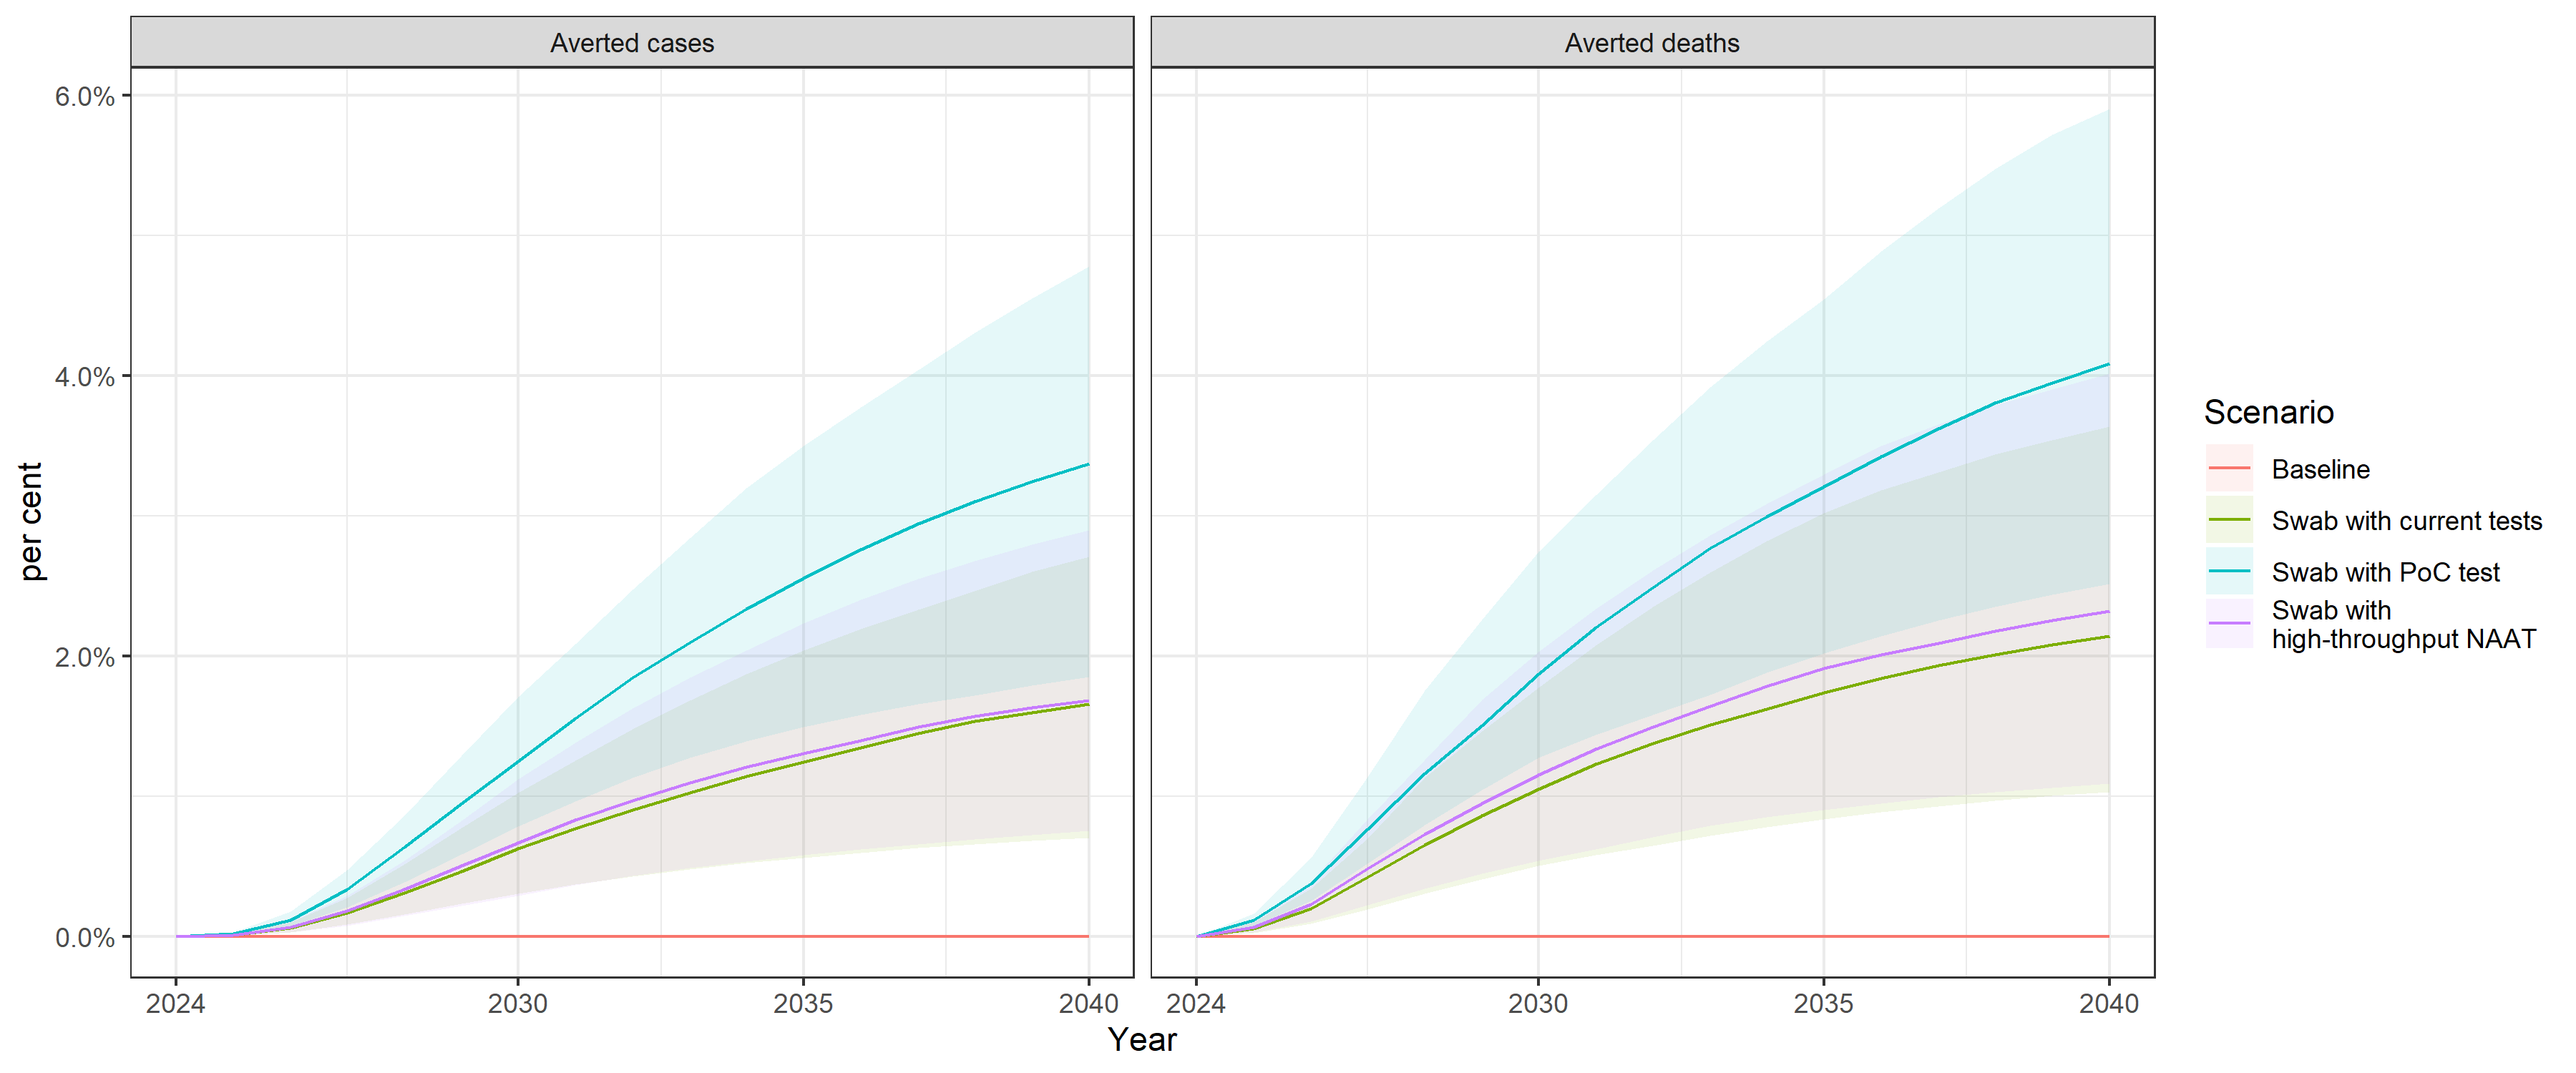 Averted cases
Averted deaths
6.0%
4.0%
2.0%
0.0%
per cent
2024
2030
2035
2040
2024
2030
2035
2040
Year
Scenario
Baseline
Swab with current tests
Swab with PoC test
Swab with
high-throughput NAAT